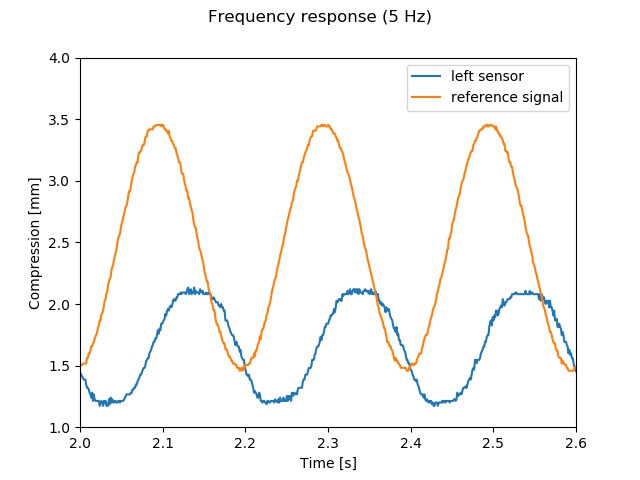 Frequency response (5 Hz)
left sensor
reference signal
4.0
3.5
3.0
2.5
2.0
1.5
1.0
Compression [mm]
2.0 2.1 2.2 2.3 2.4 2.5 2.6
Time [s]